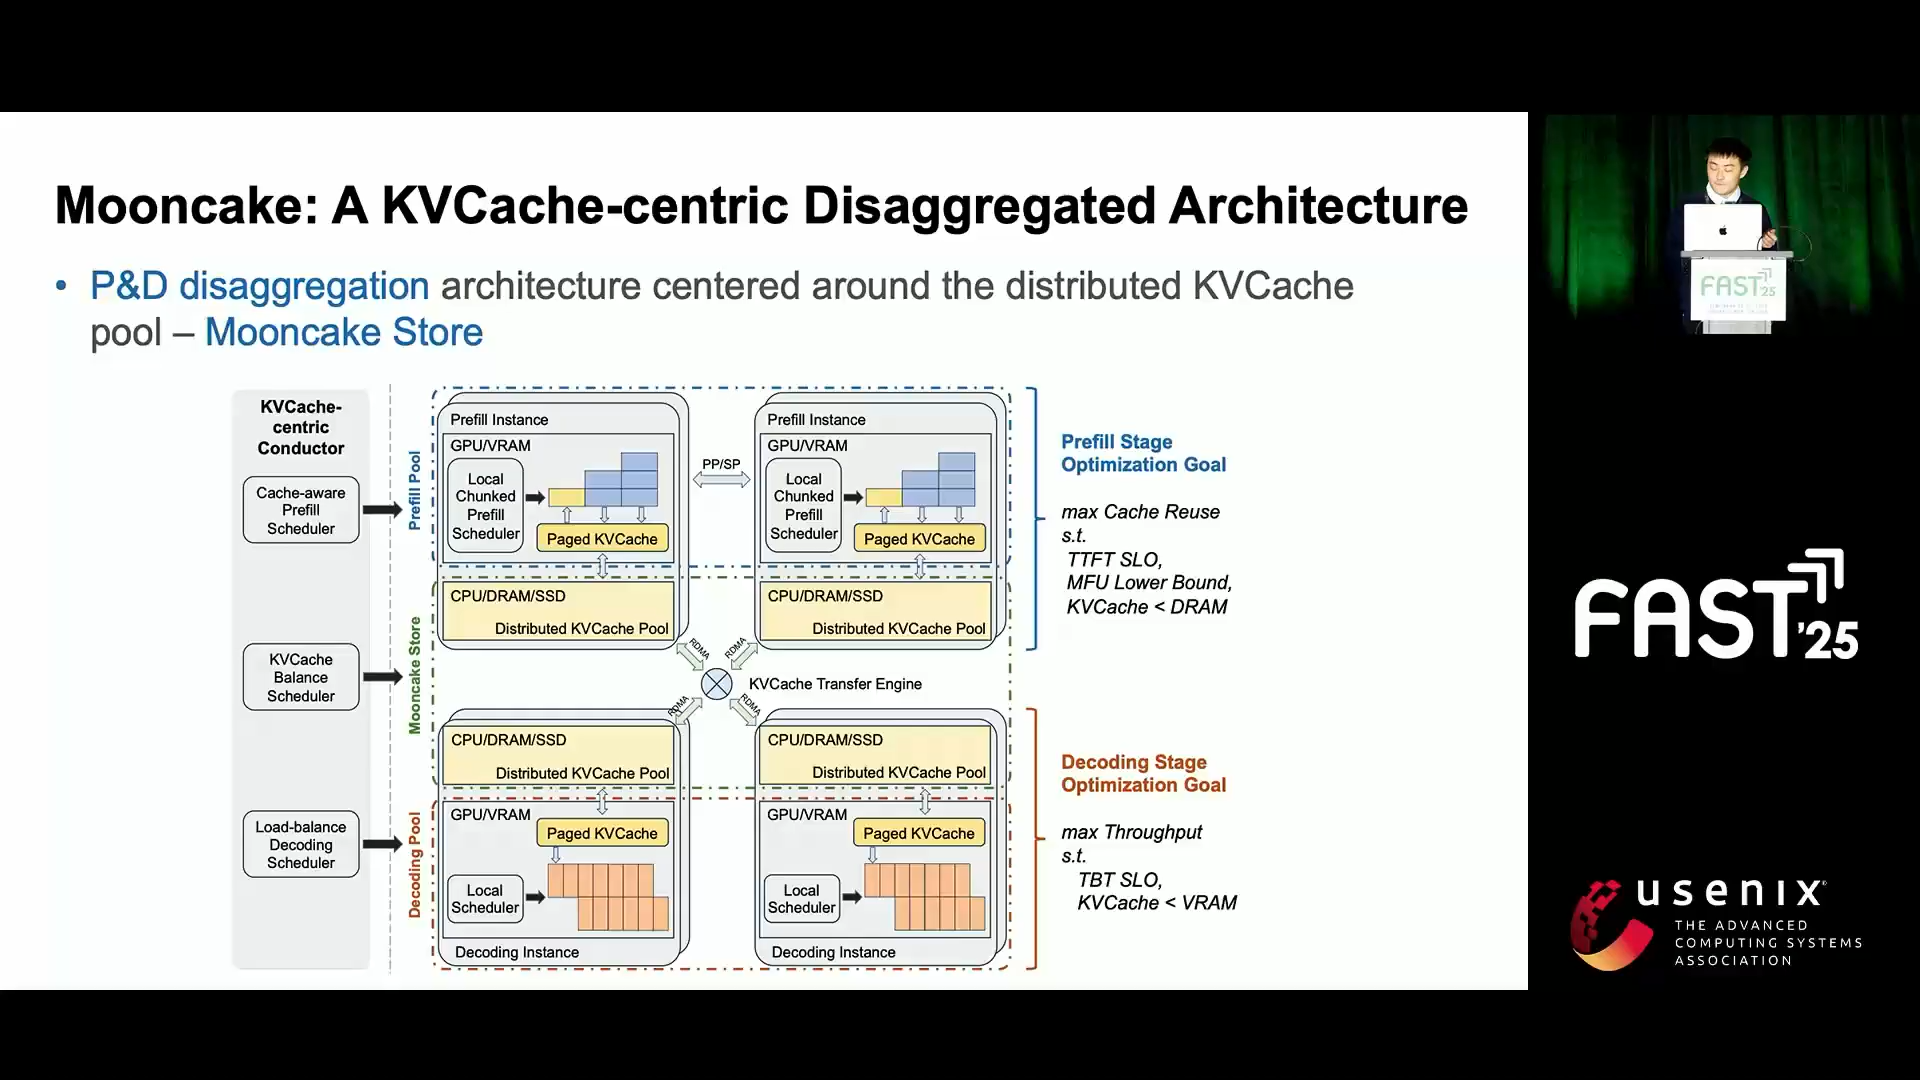 Mooncake: A KVCache-centric Disaggregated Architecture
• P&D disaggregation architecture centered around the distributed KVCache
pool – Mooncake Store
KVCache-
centric
Conductor
Cache-aware
Prefill
Scheduler
KVCache
Balance
Scheduler
Load-balance
Decoding
Scheduler
Prefill Pool
Mooncake Store
Decoding Pool
Prefill Instance
GPU/VRAM
Local
Chunked
Prefill
Scheduler
Paged KVCache
CPU/DRAM/SSD
Distributed KVCache Pool
PP/SP
Prefill Instance
GPU/VRAM
Local
Chunked
Prefill
Scheduler
Paged KVCache
CPU/DRAM/SSD
Distributed KVCache Pool
RDMA
RDMA
KVCache Transfer Engine
RDMA
RDMA
CPU/DRAM/SSD
Distributed KVCache Pool
GPU/VRAM
Paged KVCache
Local
Scheduler
Decoding Instance
CPU/DRAM/SSD
Distributed KVCache Pool
GPU/VRAM
Paged KVCache
Local
Scheduler
Decoding Instance
Prefill Stage
Optimization Goal
max Cache Reuse
s.t.
TTFT SLO,
MFU Lower Bound,
KVCache < DRAM
Decoding Stage
Optimization Goal
max Throughput
s.t.
TBT SLO,
KVCache < VRAM
FAST '25
FAST '25
usenix®
THE ADVANCED
COMPUTING SYSTEMS
ASSOCIATION